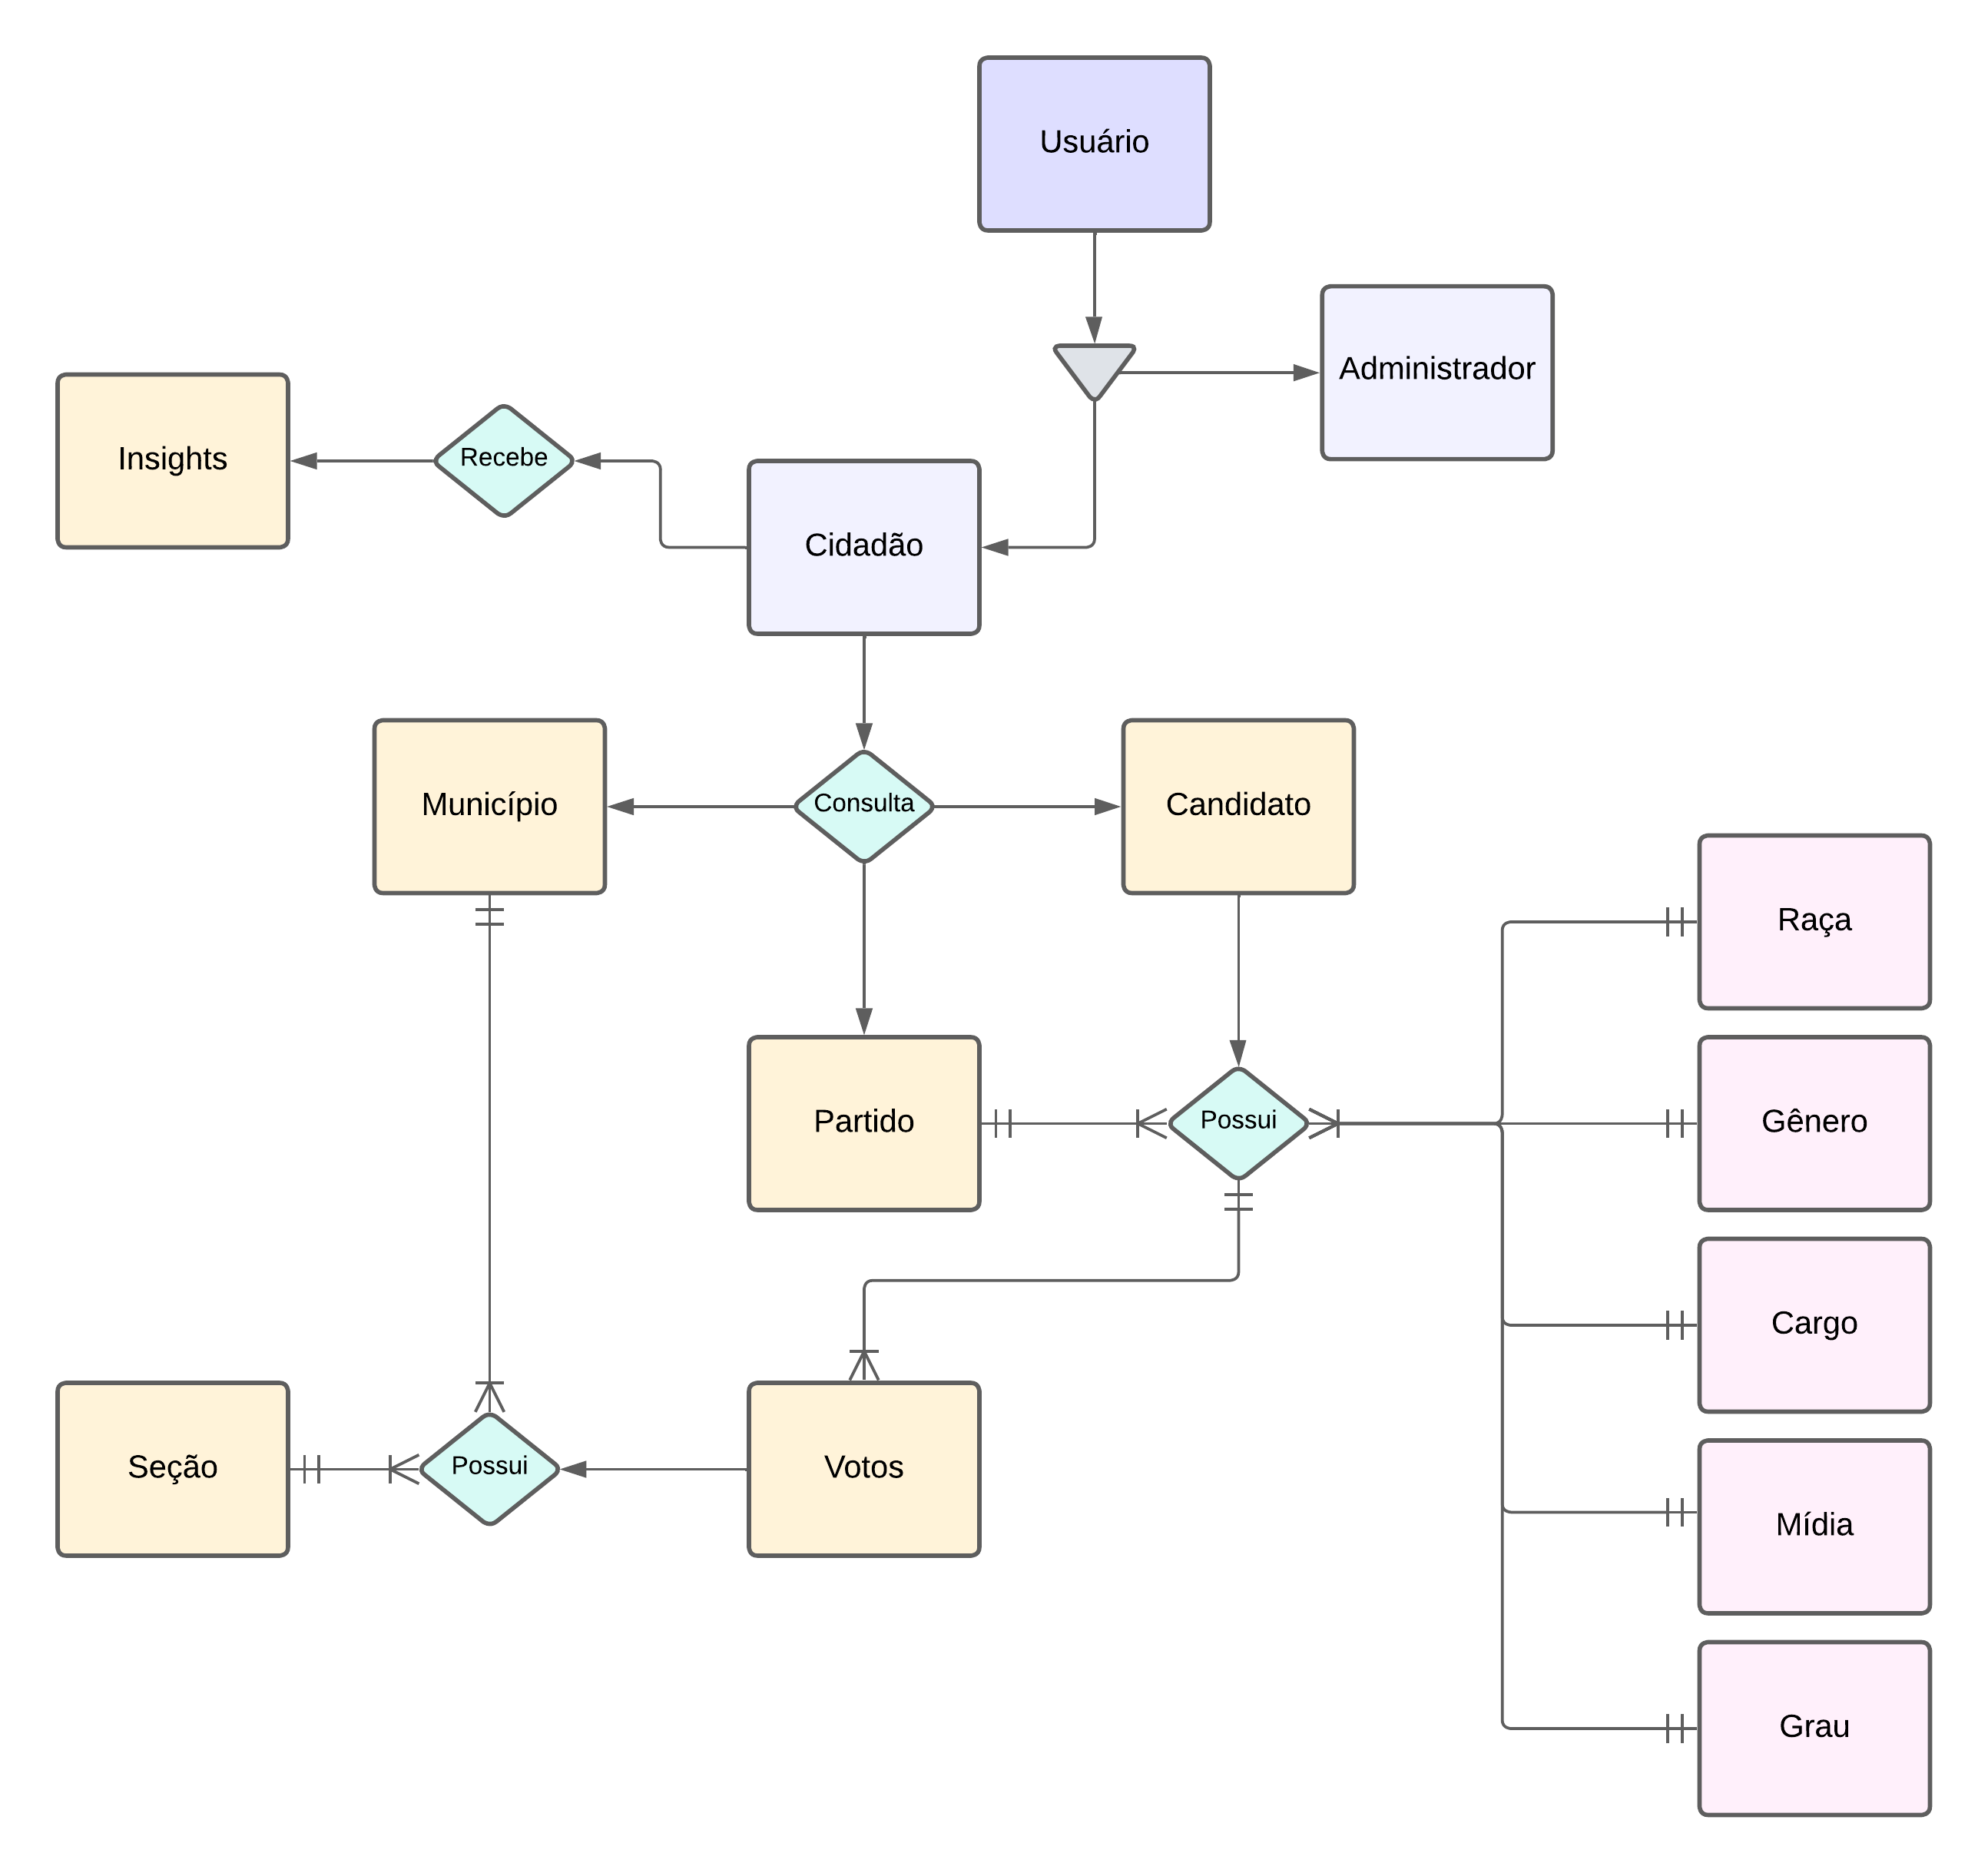 Usuário
Administrador
Insights
Recebe
Cidadão
Município
Consulta
Candidato
Raça
Partido
Possui
Gênero
Cargo
Seção
Possui
Votos
Mídia
Grau